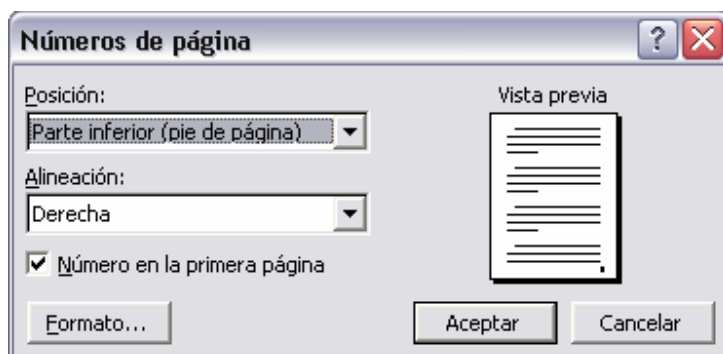 Números de página
?
Posición:
Vista previa
Parte inferior (pie de página)
Alineación:
Derecha
Número en la primera página
Formato...
Aceptar
Cancelar